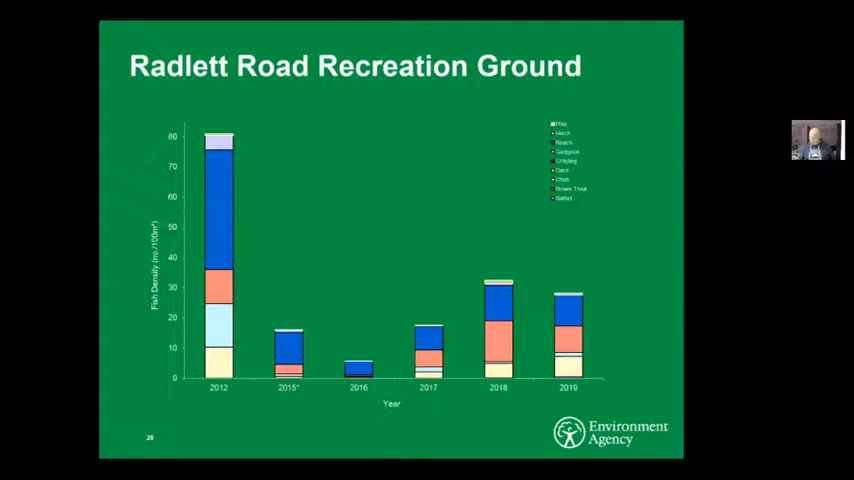 Radlett Road Recreation Ground
80
70
60
50
40
30
20
10
0
Fish Density (no./100m²)
Pike
Perch
Roach
Gudgeon
Grayling
Dace
Chub
Brown Trout
Barbel
2012 2015* 2016 2017 2018 2019
Year
26
Environment
Agency